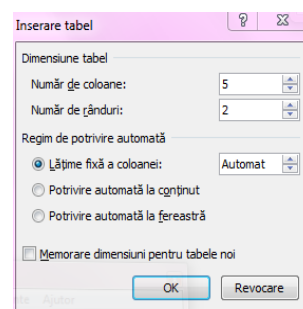 Inserare tabel
Dimensiune tabel
Număr de coloane: 5
Număr de rânduri: 2
Regim de potrivire automată
Lățime fixă a coloanei: Automat
Potrivire automată la conținut
Potrivire automată la fereastră
Memorare dimensiuni pentru tabele noi
OK Revocare
Ajutor